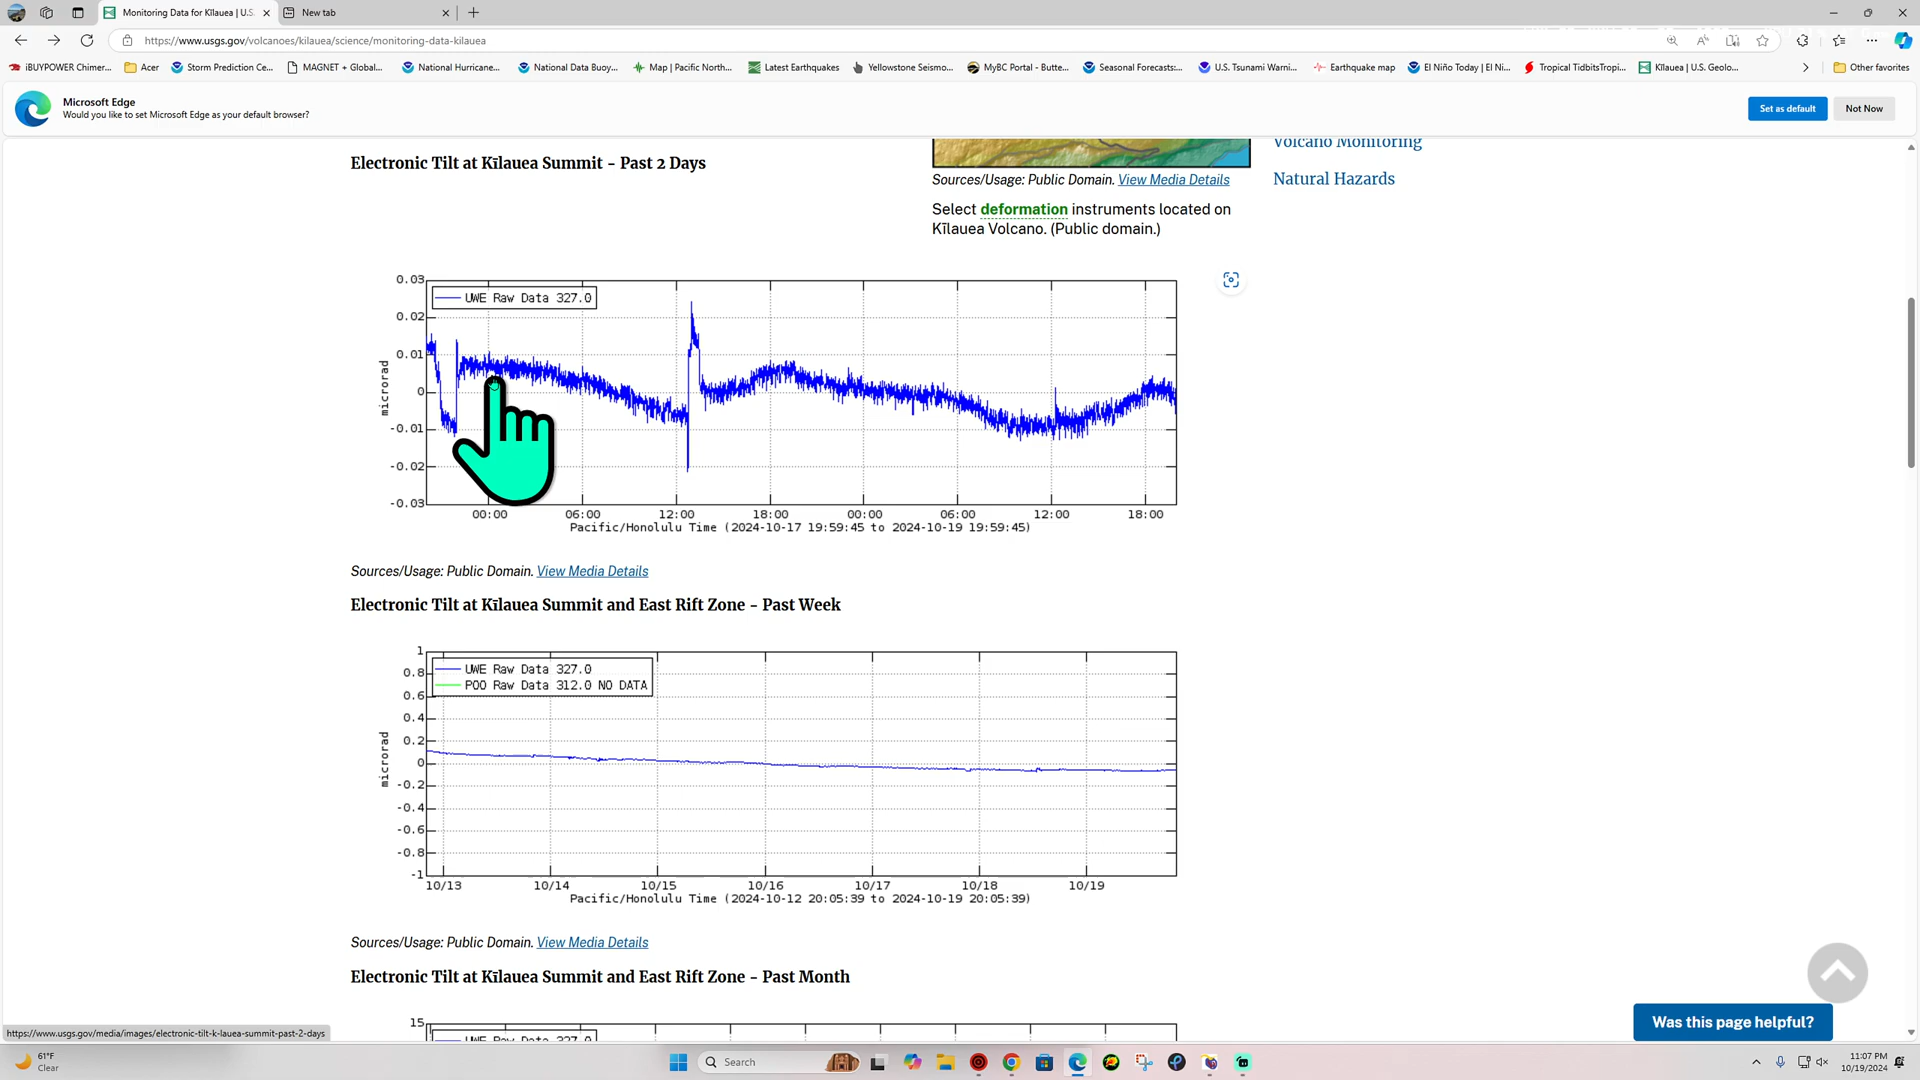 Monitoring Data for Kīlauea | U.S.
New tab
https://www.usgs.gov/volcanoes/kilauea/science/monitoring-data-kilauea
iBUYPOWER Chimer...
Acer
Storm Prediction Ce...
MAGNET + Global...
National Hurricane...
National Data Buoy...
Map | Pacific North...
Latest Earthquakes
Yellowstone Seismo...
MyBC Portal - Butte...
Seasonal Forecasts:...
U.S. Tsunami Warni...
Earthquake map
El Niño Today | El Ni...
Tropical TidbitsTropi...
Kīlauea | U.S. Geolo...
Other favorites
Microsoft Edge
Would you like to set Microsoft Edge as your default browser?
Set as default
Not Now
Electronic Tilt at Kīlauea Summit - Past 2 Days
Sources/Usage: Public Domain. View Media Details
Select deformation instruments located on
Kīlauea Volcano. (Public domain.)
Volcano Monitoring
Natural Hazards
UWE Raw Data 327.0
0.03
0.02
0.01
0
-0.01
-0.02
-0.03
microrad
00:00 06:00 12:00 18:00 00:00 06:00 12:00 18:00
Pacific/Honolulu Time (2024-10-17 19:59:45 to 2024-10-19 19:59:45)
Sources/Usage: Public Domain. View Media Details
Electronic Tilt at Kīlauea Summit and East Rift Zone - Past Week
UWE Raw Data 327.0
POO Raw Data 312.0 NO DATA
1
0.8
0.6
0.4
0.2
0
-0.2
-0.4
-0.6
-0.8
-1
microrad
10/13 10/14 10/15 10/16 10/17 10/18 10/19
Pacific/Honolulu Time (2024-10-12 20:05:39 to 2024-10-19 20:05:39)
Sources/Usage: Public Domain. View Media Details
Electronic Tilt at Kīlauea Summit and East Rift Zone - Past Month
15
UWE Raw Data 327.0
Was this page helpful?
https://www.usgs.gov/media/images/electronic-tilt-k-lauea-summit-past-2-days
61°F
Clear
Search
11:07 PM
10/19/2024